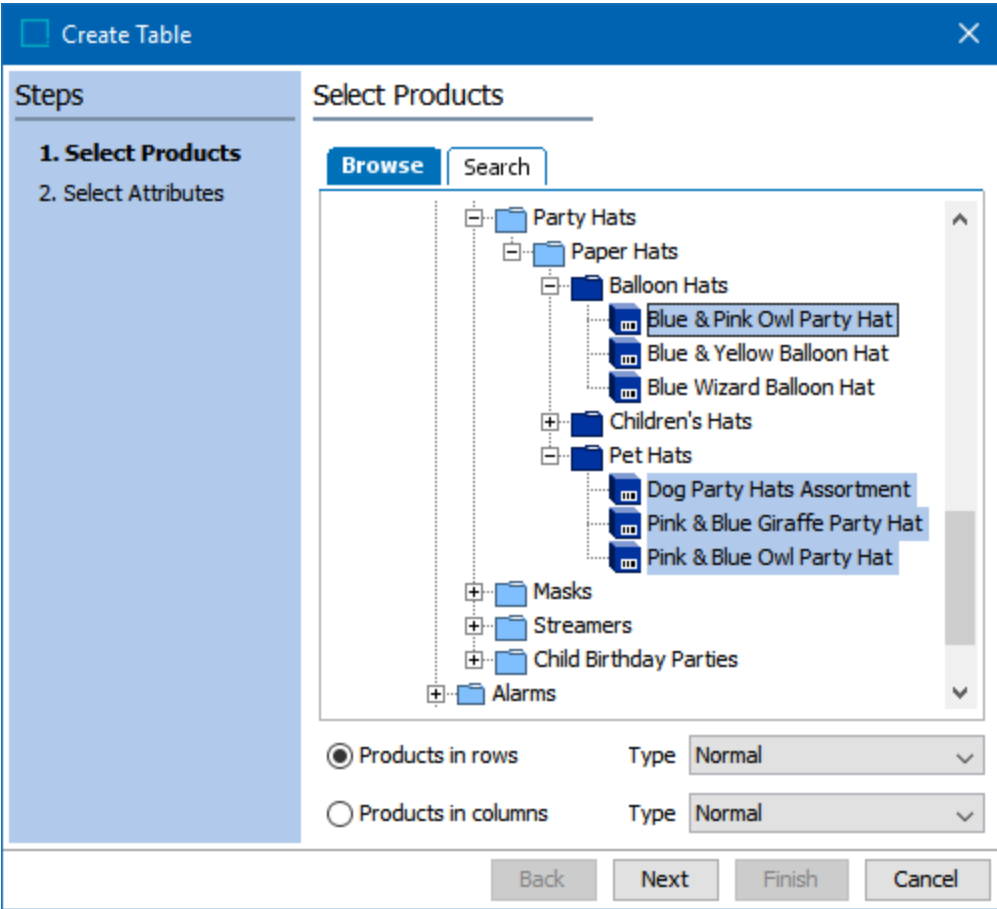 Create Table
Steps
1. Select Products
2. Select Attributes
Select Products
Browse Search
Party Hats
Paper Hats
Balloon Hats
Blue & Pink Owl Party Hat
Blue & Yellow Balloon Hat
Blue Wizard Balloon Hat
Children's Hats
Pet Hats
Dog Party Hats Assortment
Pink & Blue Giraffe Party Hat
Pink & Blue Owl Party Hat
Masks
Streamers
Child Birthday Parties
Alarms
Products in rows Type Normal
Products in columns Type Normal
Back Next Finish Cancel